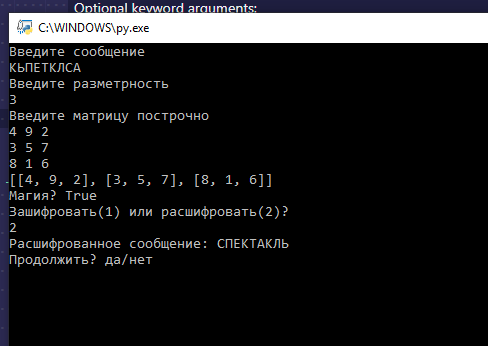 Optional keyword arguments:
C:\WINDOWS\py.exe
Введите сообщение
КЬПЕТКЛСА
Введите разметрность
3
Введите матрицу построчно
4 9 2
3 5 7
8 1 6
[[4, 9, 2], [3, 5, 7], [8, 1, 6]]
Магия? True
Зашифровать(1) или расшифровать(2)?
2
Расшифрованное сообщение: СПЕКТАКЛЬ
Продолжить? да/нет